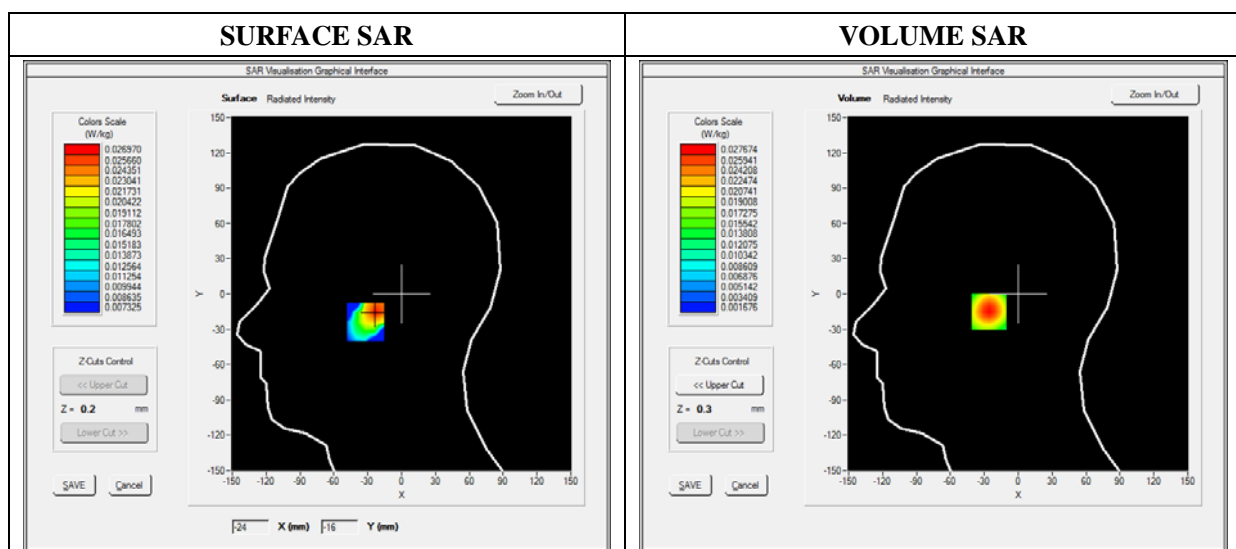 SURFACE SAR
VOLUME SAR
SAR Visualisation Graphical Interface
Surface Radiated Intensity
Zoom In/Out
Colors Scale
(W/kg)
0.026970
0.025660
0.024351
0.023041
0.021731
0.020422
0.019112
0.017802
0.016493
0.015183
0.013873
0.012564
0.011254
0.009944
0.008635
0.007325
Z-Cuts Control
<< Upper Cut
Z = 0.2 mm
Lower Cut >>
SAVE Cancel
150
120
90
60
30
0
-30
-60
-90
-120
-150
Y
-150 -120 -90 -60 -30 0 30 60 90 120 150
X
-24 X (mm) -16 Y (mm)
SAR Visualisation Graphical Interface
Volume Radiated Intensity
Zoom In/Out
Colors Scale
(W/kg)
0.027674
0.025941
0.024208
0.022474
0.020741
0.019008
0.017275
0.015542
0.013808
0.012075
0.010342
0.008609
0.006876
0.005142
0.003409
0.001676
Z-Cuts Control
<< Upper Cut
Z = 0.3 mm
Lower Cut >>
SAVE Cancel
150
120
90
60
30
0
-30
-60
-90
-120
-150
Y
-150 -120 -90 -60 -30 0 30 60 90 120 150
X